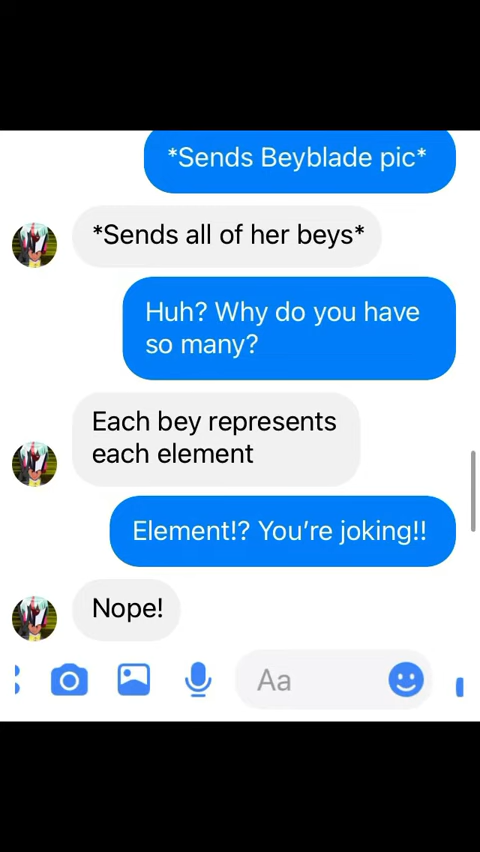 *Sends Beyblade pic*
*Sends all of her beys*
Huh? Why do you have
so many?
Each bey represents
each element
Element!? You’re joking!!
Nope!
Aa